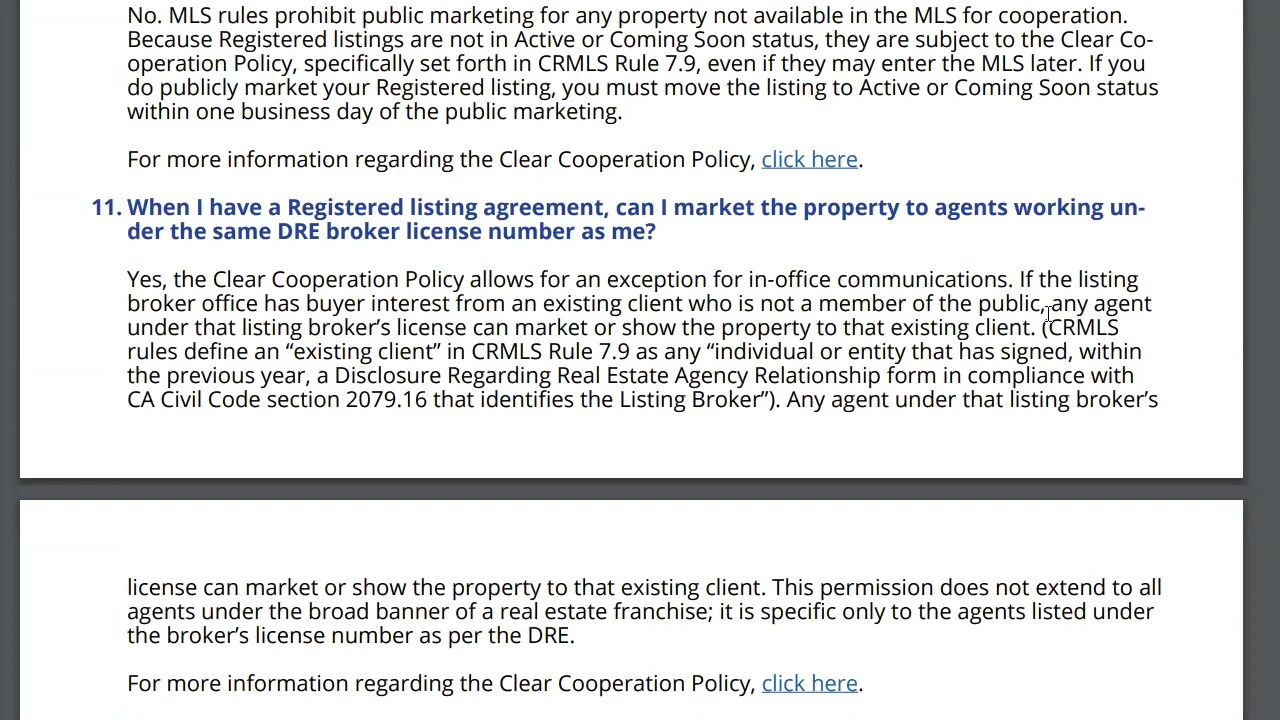 No. MLS rules prohibit public marketing for any property not available in the MLS for cooperation.
Because Registered listings are not in Active or Coming Soon status, they are subject to the Clear Co-
operation Policy, specifically set forth in CRMLS Rule 7.9, even if they may enter the MLS later. If you
do publicly market your Registered listing, you must move the listing to Active or Coming Soon status
within one business day of the public marketing.
For more information regarding the Clear Cooperation Policy, click here.
11. When I have a Registered listing agreement, can I market the property to agents working un-
der the same DRE broker license number as me?
Yes, the Clear Cooperation Policy allows for an exception for in-office communications. If the listing
broker office has buyer interest from an existing client who is not a member of the public, any agent
under that listing broker’s license can market or show the property to that existing client. (CRMLS
rules define an “existing client” in CRMLS Rule 7.9 as any “individual or entity that has signed, within
the previous year, a Disclosure Regarding Real Estate Agency Relationship form in compliance with
CA Civil Code section 2079.16 that identifies the Listing Broker”). Any agent under that listing broker’s
license can market or show the property to that existing client. This permission does not extend to all
agents under the broad banner of a real estate franchise; it is specific only to the agents listed under
the broker’s license number as per the DRE.
For more information regarding the Clear Cooperation Policy, click here.